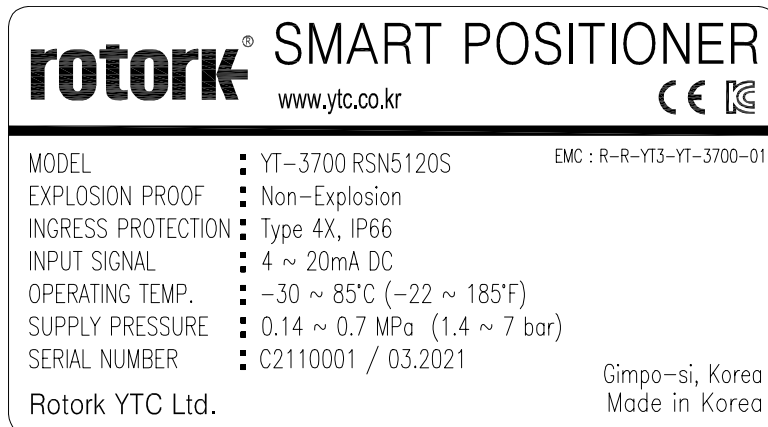 rotork® SMART POSITIONER
www.ytc.co.kr
CE KC
MODEL : YT-3700 RSN5120S EMC : R-R-YT3-YT-3700-01
EXPLOSION PROOF : Non-Explosion
INGRESS PROTECTION : Type 4X, IP66
INPUT SIGNAL : 4 ~ 20mA DC
OPERATING TEMP. : -30 ~ 85°C (-22 ~ 185°F)
SUPPLY PRESSURE : 0.14 ~ 0.7 MPa (1.4 ~ 7 bar)
SERIAL NUMBER : C2110001 / 03.2021
Gimpo-si, Korea
Rotork YTC Ltd. Made in Korea